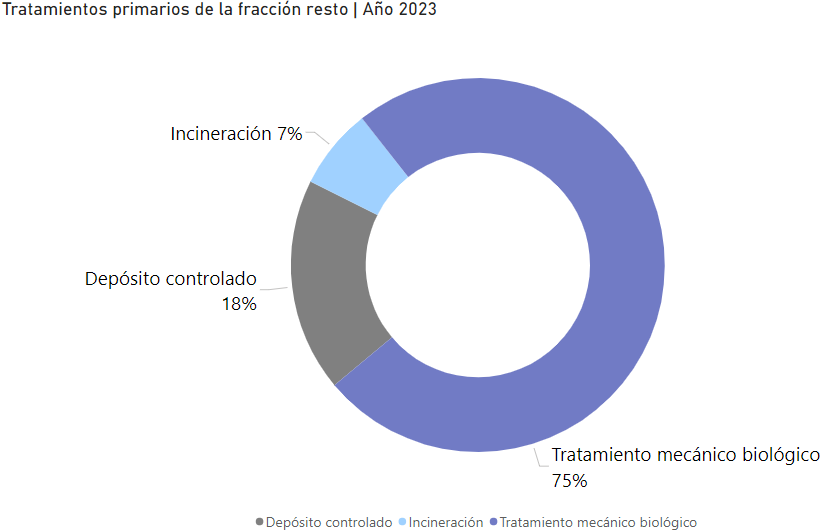 Tratamientos primarios de la fracción resto | Año 2023
Incineración 7%
Depósito controlado
18%
Tratamiento mecánico biológico
75%
Depósito controlado Incineración Tratamiento mecánico biológico